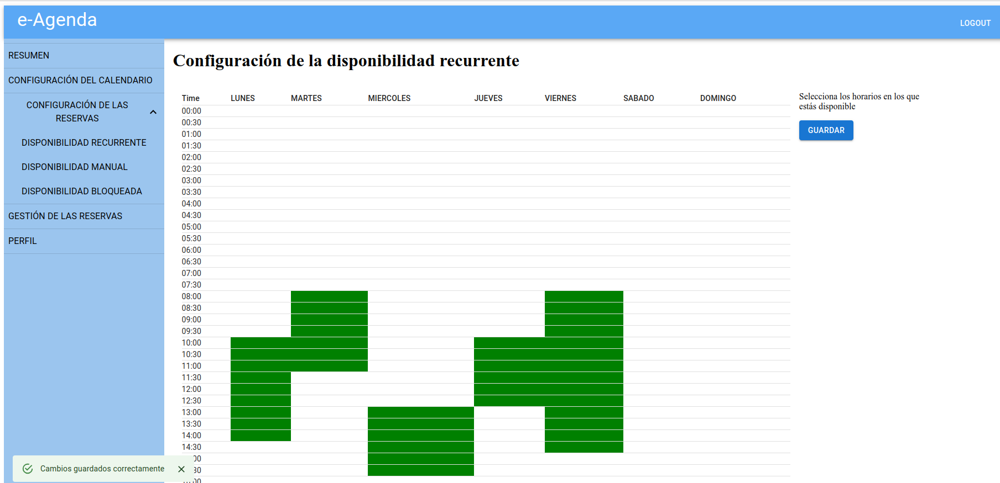 e-Agenda
LOGOUT
RESUMEN
CONFIGURACIÓN DEL CALENDARIO
CONFIGURACIÓN DE LAS
RESERVAS
DISPONIBILIDAD RECURRENTE
DISPONIBILIDAD MANUAL
DISPONIBILIDAD BLOQUEADA
GESTIÓN DE LAS RESERVAS
PERFIL
Configuración de la disponibilidad recurrente
Time LUNES MARTES MIERCOLES JUEVES VIERNES SABADO DOMINGO
00:00
00:30
01:00
01:30
02:00
02:30
03:00
03:30
04:00
04:30
05:00
05:30
06:00
06:30
07:00
07:30
08:00
08:30
09:00
09:30
10:00
10:30
11:00
11:30
12:00
12:30
13:00
13:30
14:00
14:30
Selecciona los horarios en los que
estás disponible
GUARDAR
Cambios guardados correctamente